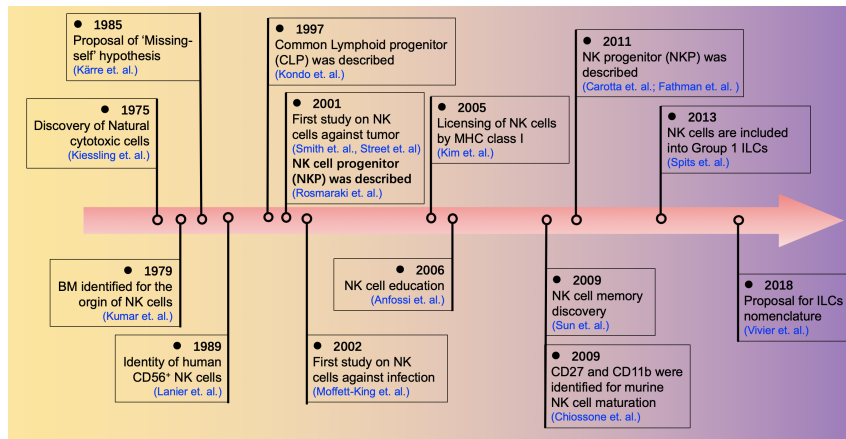 1985
Proposal of ‘Missing-
self’ hypothesis
(Kärre et. al.)
1975
Discovery of Natural
cytotoxic cells
(Kiessling et. al.)
1997
Common Lymphoid progenitor
(CLP) was described
(Kondo et. al.)
2001
First study on NK
cells against tumor
(Smith et. al., Street et. al)
NK cell progenitor
(NKP) was described
(Rosmaraki et. al.)
2005
Licensing of NK cells
by MHC class I
(Kim et. al.)
2011
NK progenitor (NKP) was
described
(Carotta et. al.; Fathman et. al. )
2013
NK cells are included
into Group 1 ILCs
(Spits et. al.)
1979
BM identified for the
orgin of NK cells
(Kumar et. al.)
1989
Identity of human
CD56⁺ NK cells
(Lanier et. al.)
2006
NK cell education
(Anfossi et. al.)
2002
First study on NK
cells against infection
(Moffett-King et. al.)
2009
NK cell memory
discovery
(Sun et. al.)
2009
CD27 and CD11b were
identified for murine
NK cell maturation
(Chiossone et. al.)
2018
Proposal for ILCs
nomenclature
(Vivier et. al.)